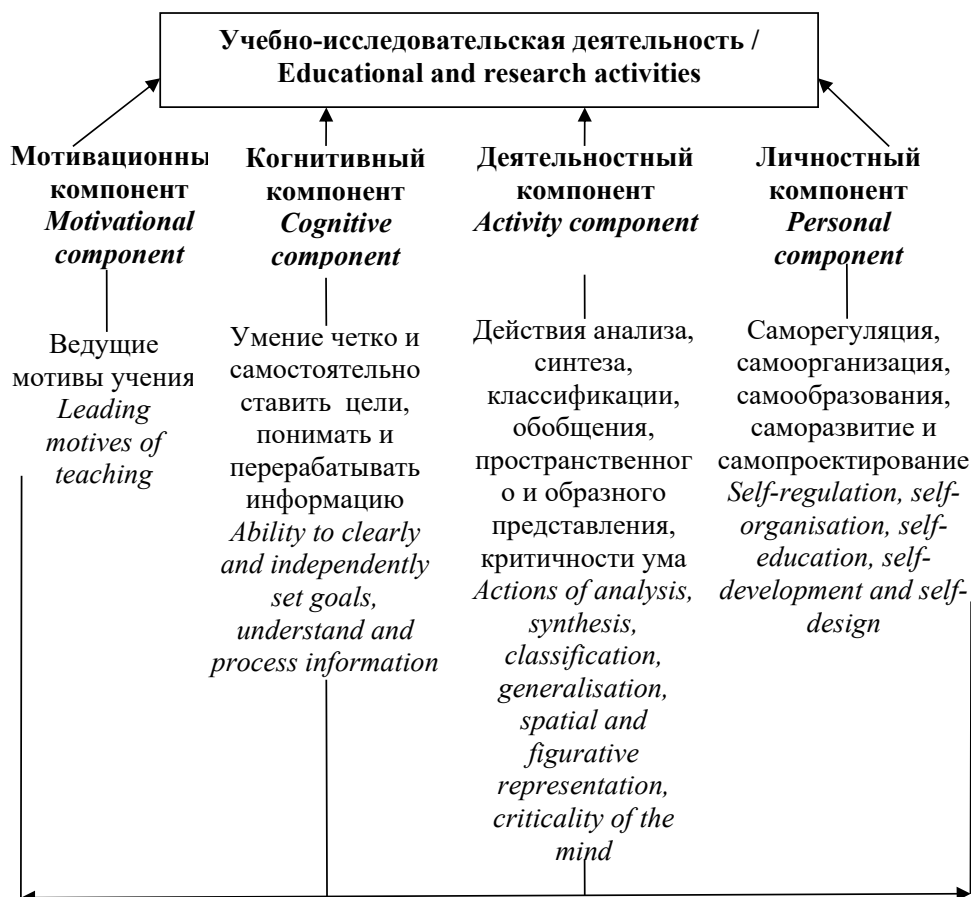 Учебно-исследовательская деятельность /
Educational and research activities
Мотивационны
компонент
Motivational
component
Когнитивный
компонент
Cognitive
component
Деятельностный
компонент
Activity component
Личностный
компонент
Personal
component
Ведущие
мотивы учения
Leading
motives of
teaching
Умение четко и
самостоятельно
ставить цели,
понимать и
перерабатывать
информацию
Ability to clearly
and independently
set goals,
understand and
process information
Действия анализа,
синтеза,
классификации,
обобщения,
пространственног
о и образного
представления,
критичности ума
Actions of analysis,
synthesis,
classification,
generalisation,
spatial and
figurative
representation,
criticality of the
mind
Саморегуляция,
самоорганизация,
самообразования,
саморазвитие и
самопроектирование
Self-regulation, self-
organisation, self-
education, self-
development and self-
design